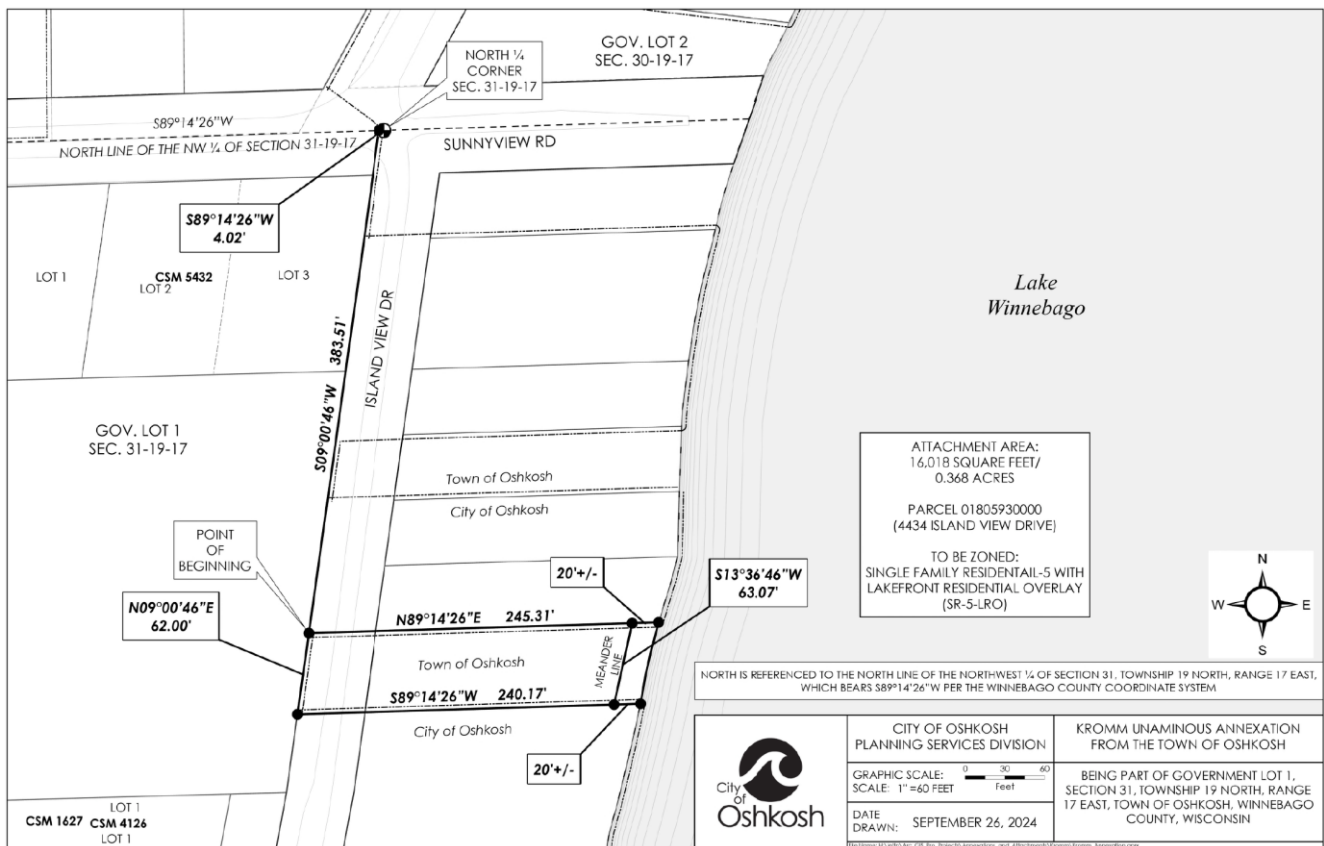 GOV. LOT 2
SEC. 30-19-17
NORTH ¼
CORNER
SEC. 31-19-17
S89°14'26"W
NORTH LINE OF THE NW ¼ OF SECTION 31-19-17
SUNNYVIEW RD
S89°14'26"W
4.02'
LOT 1
CSM 5432
LOT 2
LOT 3
Lake
Winnebago
383.51'
S09°00'46"W
ISLAND VIEW DR
GOV. LOT 1
SEC. 31-19-17
Town of Oshkosh
City of Oshkosh
ATTACHMENT AREA:
16,018 SQUARE FEET/
0.368 ACRES
PARCEL 01805930000
(4434 ISLAND VIEW DRIVE)
TO BE ZONED:
SINGLE FAMILY RESIDENTAIL-5 WITH
LAKEFRONT RESIDENTIAL OVERLAY
(SR-5-LRO)
POINT
OF
BEGINNING
20'+/-
S13°36'46"W
63.07'
N09°00'46"E
62.00'
N89°14'26"E 245.31'
Town of Oshkosh
MEANDER
LINE
S89°14'26"W 240.17'
City of Oshkosh
20'+/-
N
W
E
S
NORTH IS REFERENCED TO THE NORTH LINE OF THE NORTHWEST ¼ OF SECTION 31, TOWNSHIP 19 NORTH, RANGE 17 EAST,
WHICH BEARS S89°14'26"W PER THE WINNEBAGO COUNTY COORDINATE SYSTEM
LOT 1
CSM 1627 CSM 4126
LOT 1
City
of
Oshkosh
CITY OF OSHKOSH
PLANNING SERVICES DIVISION
GRAPHIC SCALE:
SCALE: 1" =60 FEET
0 30 60
Feet
DATE
DRAWN: SEPTEMBER 26, 2024
KROMM UNAMINOUS ANNEXATION
FROM THE TOWN OF OSHKOSH
BEING PART OF GOVERNMENT LOT 1,
SECTION 31, TOWNSHIP 19 NORTH, RANGE
17 EAST, TOWN OF OSHKOSH, WINNEBAGO
COUNTY, WISCONSIN